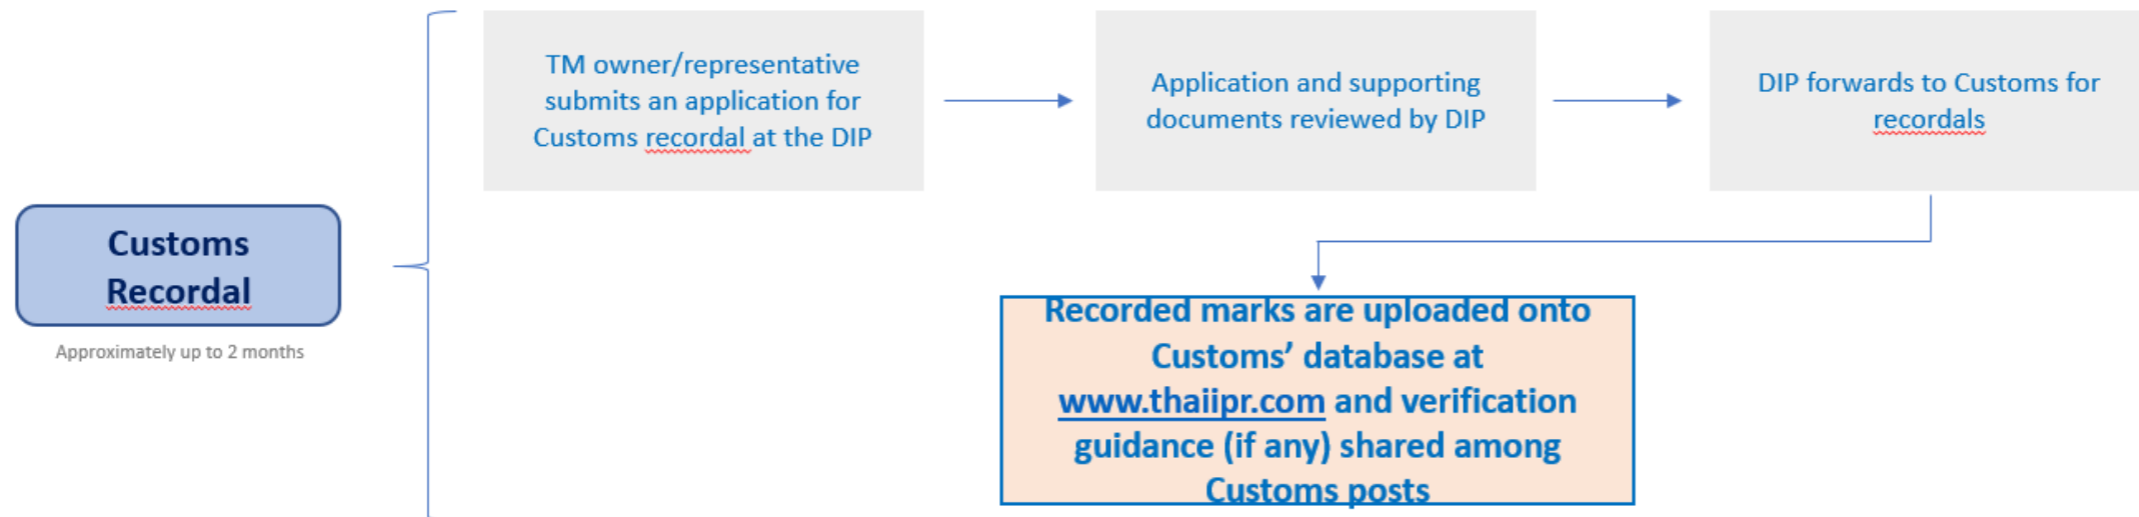 TM owner/representative
submits an application for
Customs recordal at the DIP
Application and supporting
documents reviewed by DIP
DIP forwards to Customs for
recordals
Customs
Recordal
Approximately up to 2 months
Recorded marks are uploaded onto
Customs’ database at
www.thaiipr.com and verification
guidance (if any) shared among
Customs posts